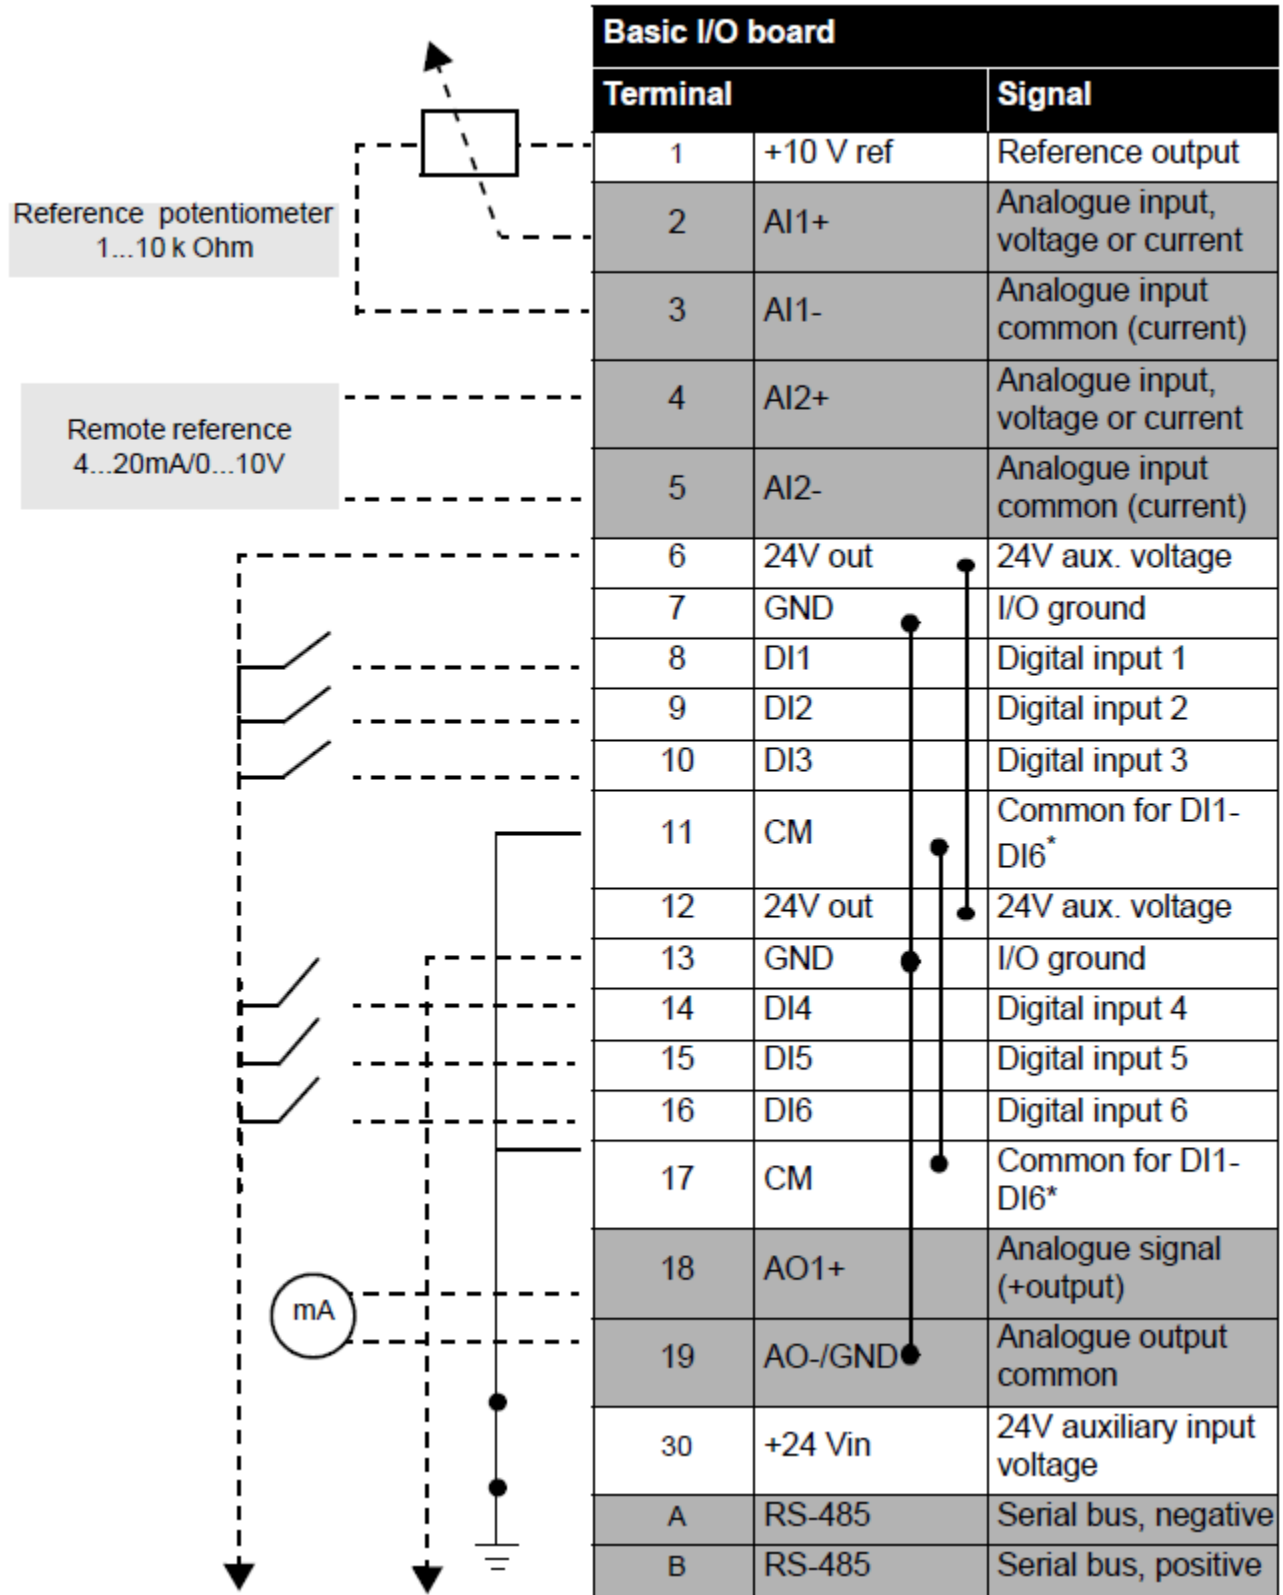 Basic I/O board
Terminal Signal
1 +10 V ref Reference output
Reference potentiometer
1...10 k Ohm
2 AI1+ Analogue input,
voltage or current
3 AI1- Analogue input
common (current)
4 AI2+ Analogue input,
voltage or current
Remote reference
4...20mA/0...10V
5 AI2- Analogue input
common (current)
6 24V out 24V aux. voltage
7 GND I/O ground
8 DI1 Digital input 1
9 DI2 Digital input 2
10 DI3 Digital input 3
11 CM Common for DI1-
DI6*
12 24V out 24V aux. voltage
13 GND I/O ground
14 DI4 Digital input 4
15 DI5 Digital input 5
16 DI6 Digital input 6
17 CM Common for DI1-
DI6*
18 AO1+ Analogue signal
(+output)
mA
19 AO-/GND Analogue output
common
30 +24 Vin 24V auxiliary input
voltage
A RS-485 Serial bus, negative
B RS-485 Serial bus, positive